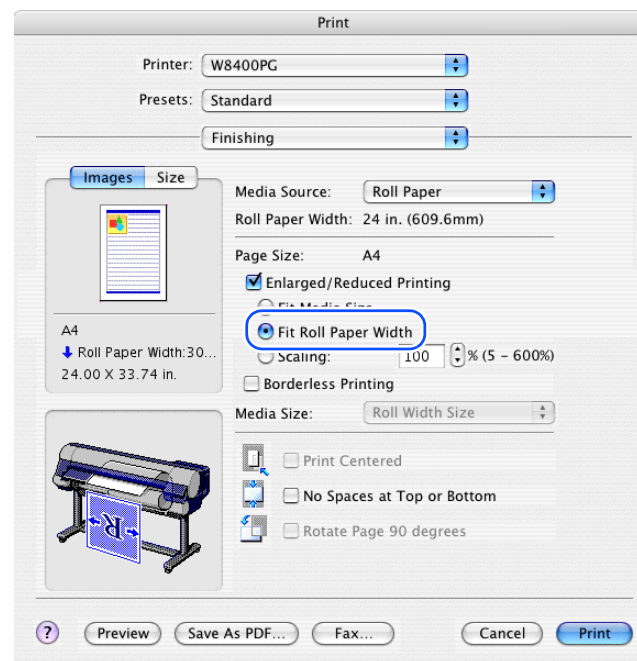 Print
Printer: W8400PG
Presets: Standard
Finishing
Images Size
Media Source: Roll Paper
Roll Paper Width: 24 in. (609.6mm)
Page Size: A4
Enlarged/Reduced Printing
Fit Media Size
Fit Roll Paper Width
Scaling: 100 % (5 – 600%)
Borderless Printing
Media Size: Roll Width Size
A4
Roll Paper Width:30...
24.00 X 33.74 in.
Print Centered
No Spaces at Top or Bottom
Rotate Page 90 degrees
R
? Preview Save As PDF... Fax... Cancel Print